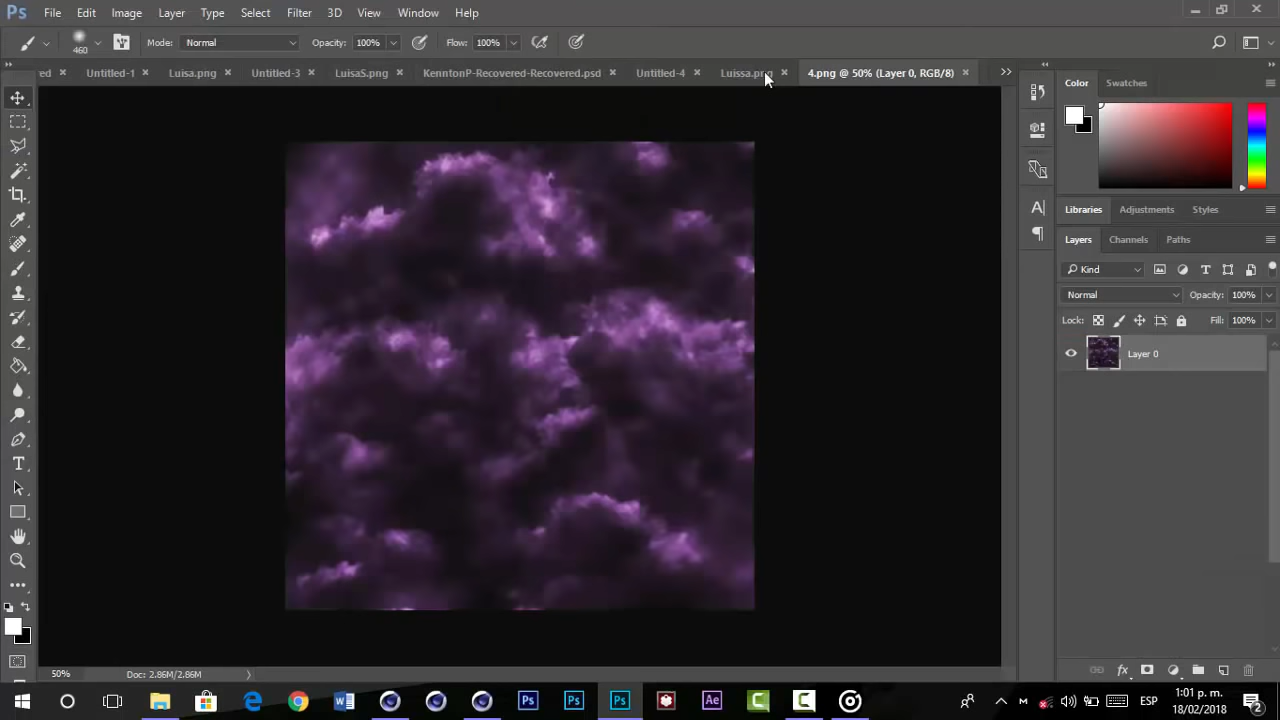 Ps File Edit Image Layer Type Select Filter 3D View Window Help
460 Mode: Normal Opacity: 100% Flow: 100%
red × Untitled-1 × Luisa.png × Untitled-3 × LuisaS.png × KenntonP-Recovered-Recovered.psd × Untitled-4 × Luissa.png × 4.png @ 50% (Layer 0, RGB/8) ×
Color Swatches
Libraries Adjustments Styles
Layers Channels Paths
Kind
Normal Opacity: 100%
Lock: Fill: 100%
Layer 0
50% Doc: 2.86M/2.86M
ESP 1:01 p. m.
18/02/2018 2